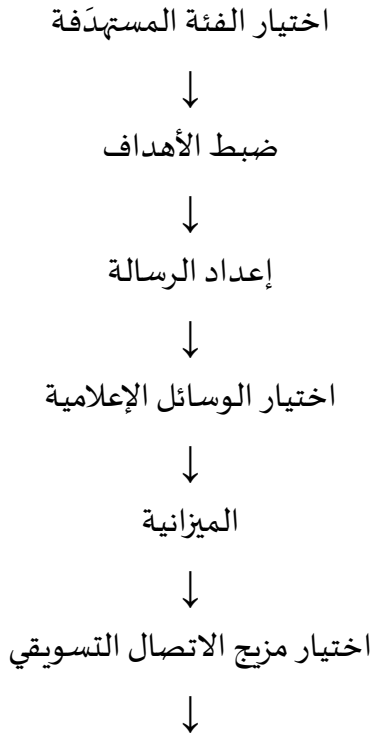 اختيار الفئة المستهدَفة
↓
ضبط الأهداف
↓
إعداد الرسالة
↓
اختيار الوسائل الإعلامية
↓
الميزانية
↓
اختيار مزيج الاتصال التسويقي
↓